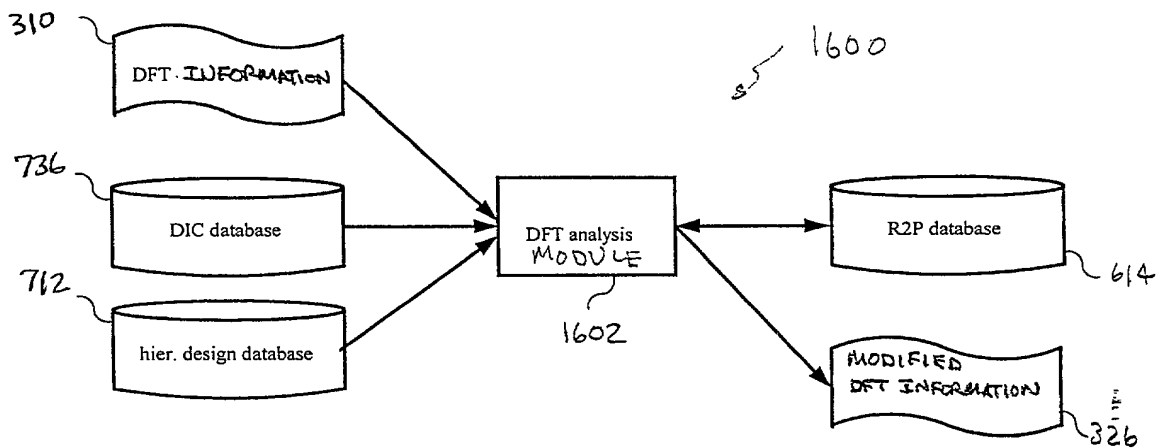 310
DFT INFORMATION
1600
736
DIC database
DFT analysis
MODULE
R2P database
712
614
1602
hier. design database
MODIFIED
DFT INFORMATION
326